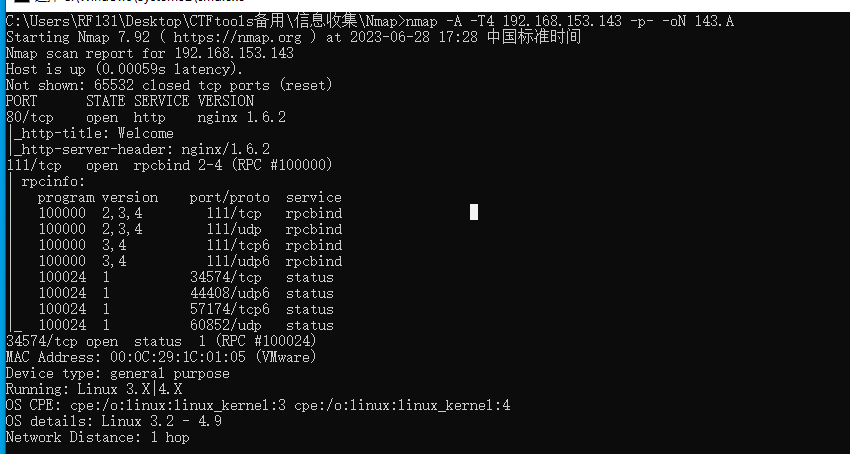 C:\Users\RF131\Desktop\CTFtools备用\信息收集\Nmap>nmap -A -T4 192.168.153.143 -p- -oN 143.A
Starting Nmap 7.92 ( https://nmap.org ) at 2023-06-28 17:28 中国标准时间
Nmap scan report for 192.168.153.143
Host is up (0.00059s latency).
Not shown: 65532 closed tcp ports (reset)
PORT      STATE SERVICE VERSION
80/tcp    open  http    nginx 1.6.2
|_http-title: Welcome
|_http-server-header: nginx/1.6.2
111/tcp   open  rpcbind 2-4 (RPC #100000)
| rpcinfo:
|   program version    port/proto  service
|   100000  2,3,4        111/tcp   rpcbind
|   100000  2,3,4        111/udp   rpcbind
|   100000  3,4          111/tcp6  rpcbind
|   100000  3,4          111/udp6  rpcbind
|   100024  1          34574/tcp   status
|   100024  1          44408/udp6  status
|   100024  1          57174/tcp6  status
|_  100024  1          60852/udp   status
34574/tcp open  status  1 (RPC #100024)
MAC Address: 00:0C:29:1C:01:05 (VMware)
Device type: general purpose
Running: Linux 3.X|4.X
OS CPE: cpe:/o:linux:linux_kernel:3 cpe:/o:linux:linux_kernel:4
OS details: Linux 3.2 - 4.9
Network Distance: 1 hop